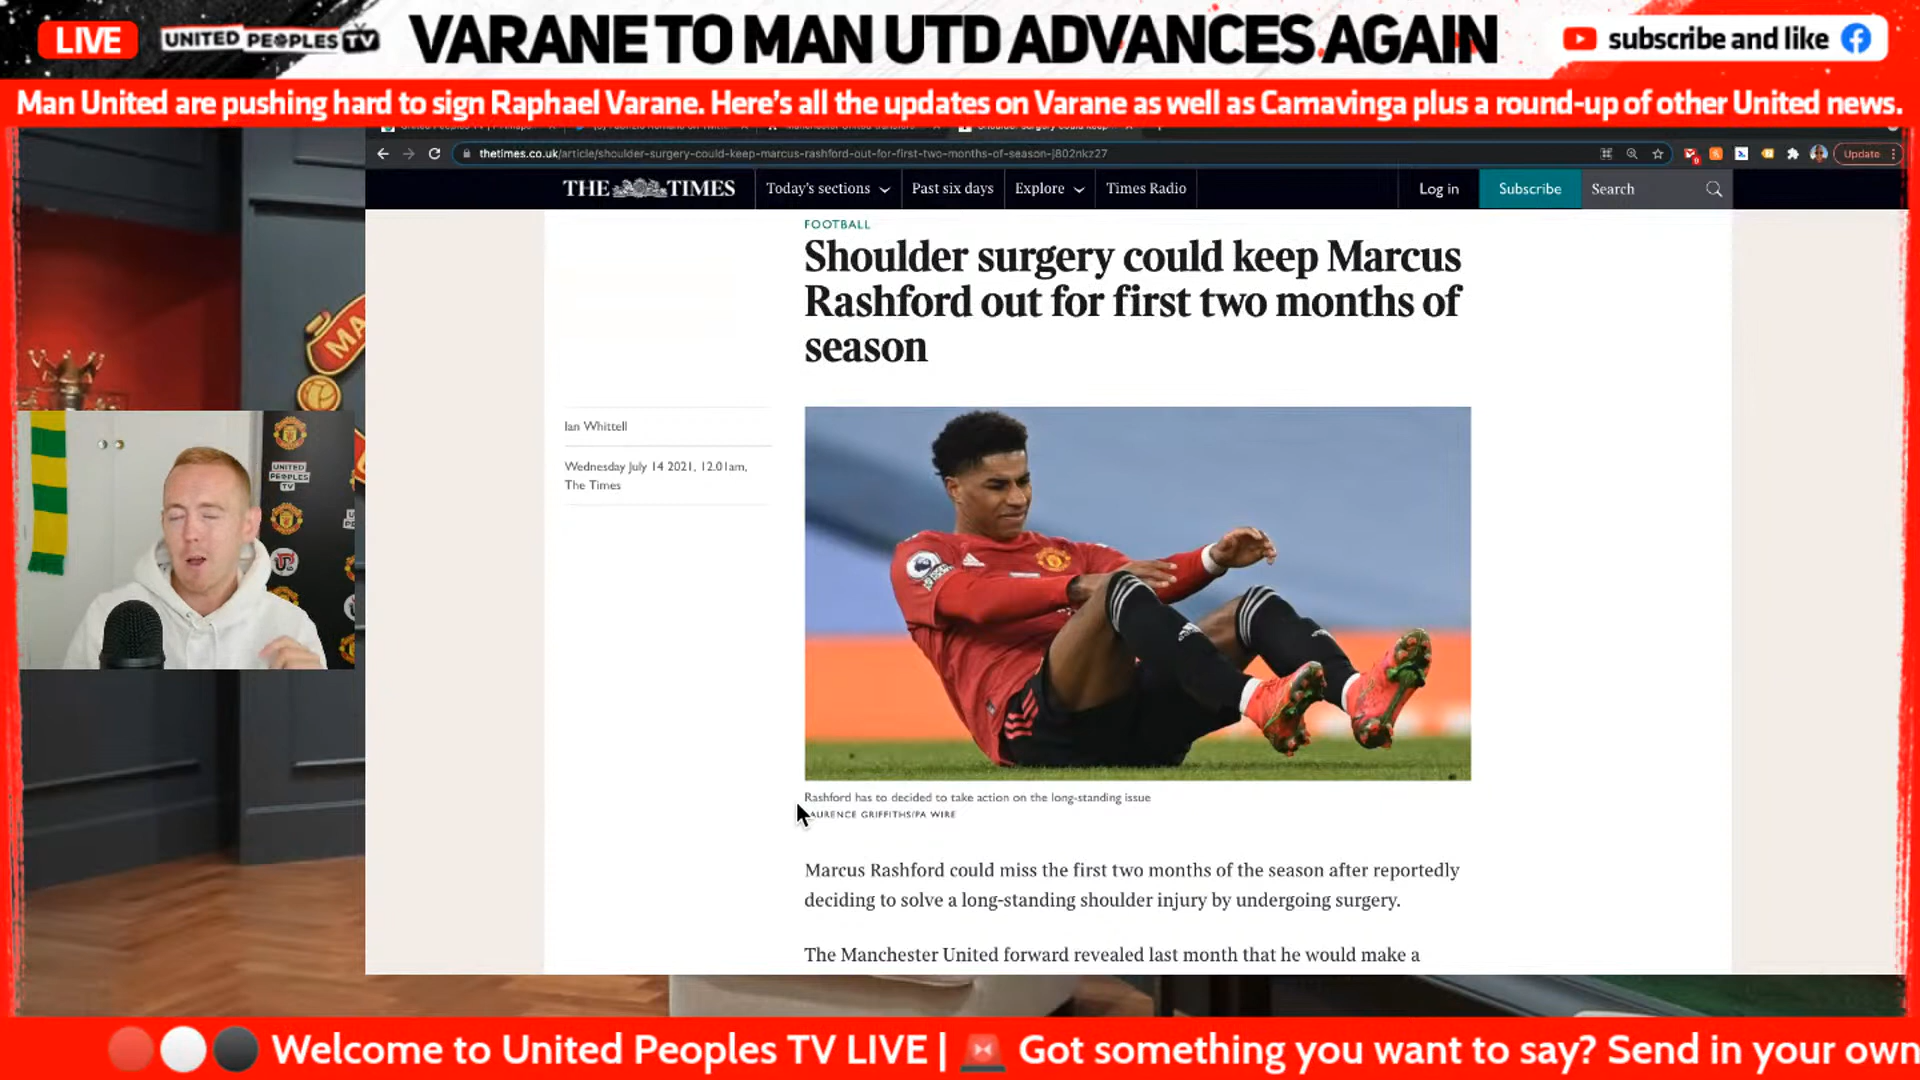 LIVE
UNITED PEOPLES TV
VARANE TO MAN UTD ADVANCES AGAIN
subscribe and like
Man United are pushing hard to sign Raphael Varane. Here's all the updates on Varane as well as Camavinga plus a round-up of other United news.
thetimes.co.uk/article/shoulder-surgery-could-keep-marcus-rashford-out-for-first-two-months-of-season-j802nkz27
Update
THE TIMES
Today's sections
Past six days
Explore
Times Radio
Log in
Subscribe
Search
FOOTBALL
Shoulder surgery could keep Marcus
Rashford out for first two months of
season
Ian Whittell
Wednesday July 14 2021, 12.01am,
The Times
MA
UNITED
PEOPLES
TV
Rashford has to decided to take action on the long-standing issue
AURENCE GRIFFITHS/PA WIRE
Marcus Rashford could miss the first two months of the season after reportedly
deciding to solve a long-standing shoulder injury by undergoing surgery.
The Manchester United forward revealed last month that he would make a
Welcome to United Peoples TV LIVE | Got something you want to say? Send in your own